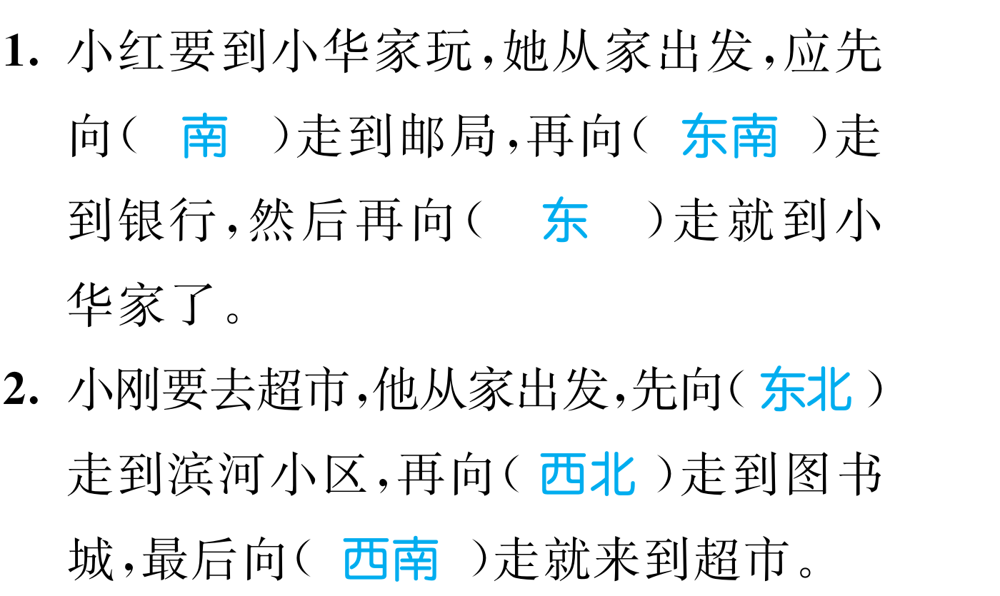 1. 小红要到小华家玩,她从家出发,应先
向( 南 )走到邮局,再向( 东南 )走
到银行,然后再向( 东 )走就到小
华家了。
2. 小刚要去超市,他从家出发,先向( 东北 )
走到滨河小区,再向( 西北 )走到图书
城,最后向( 西南 )走就来到超市。